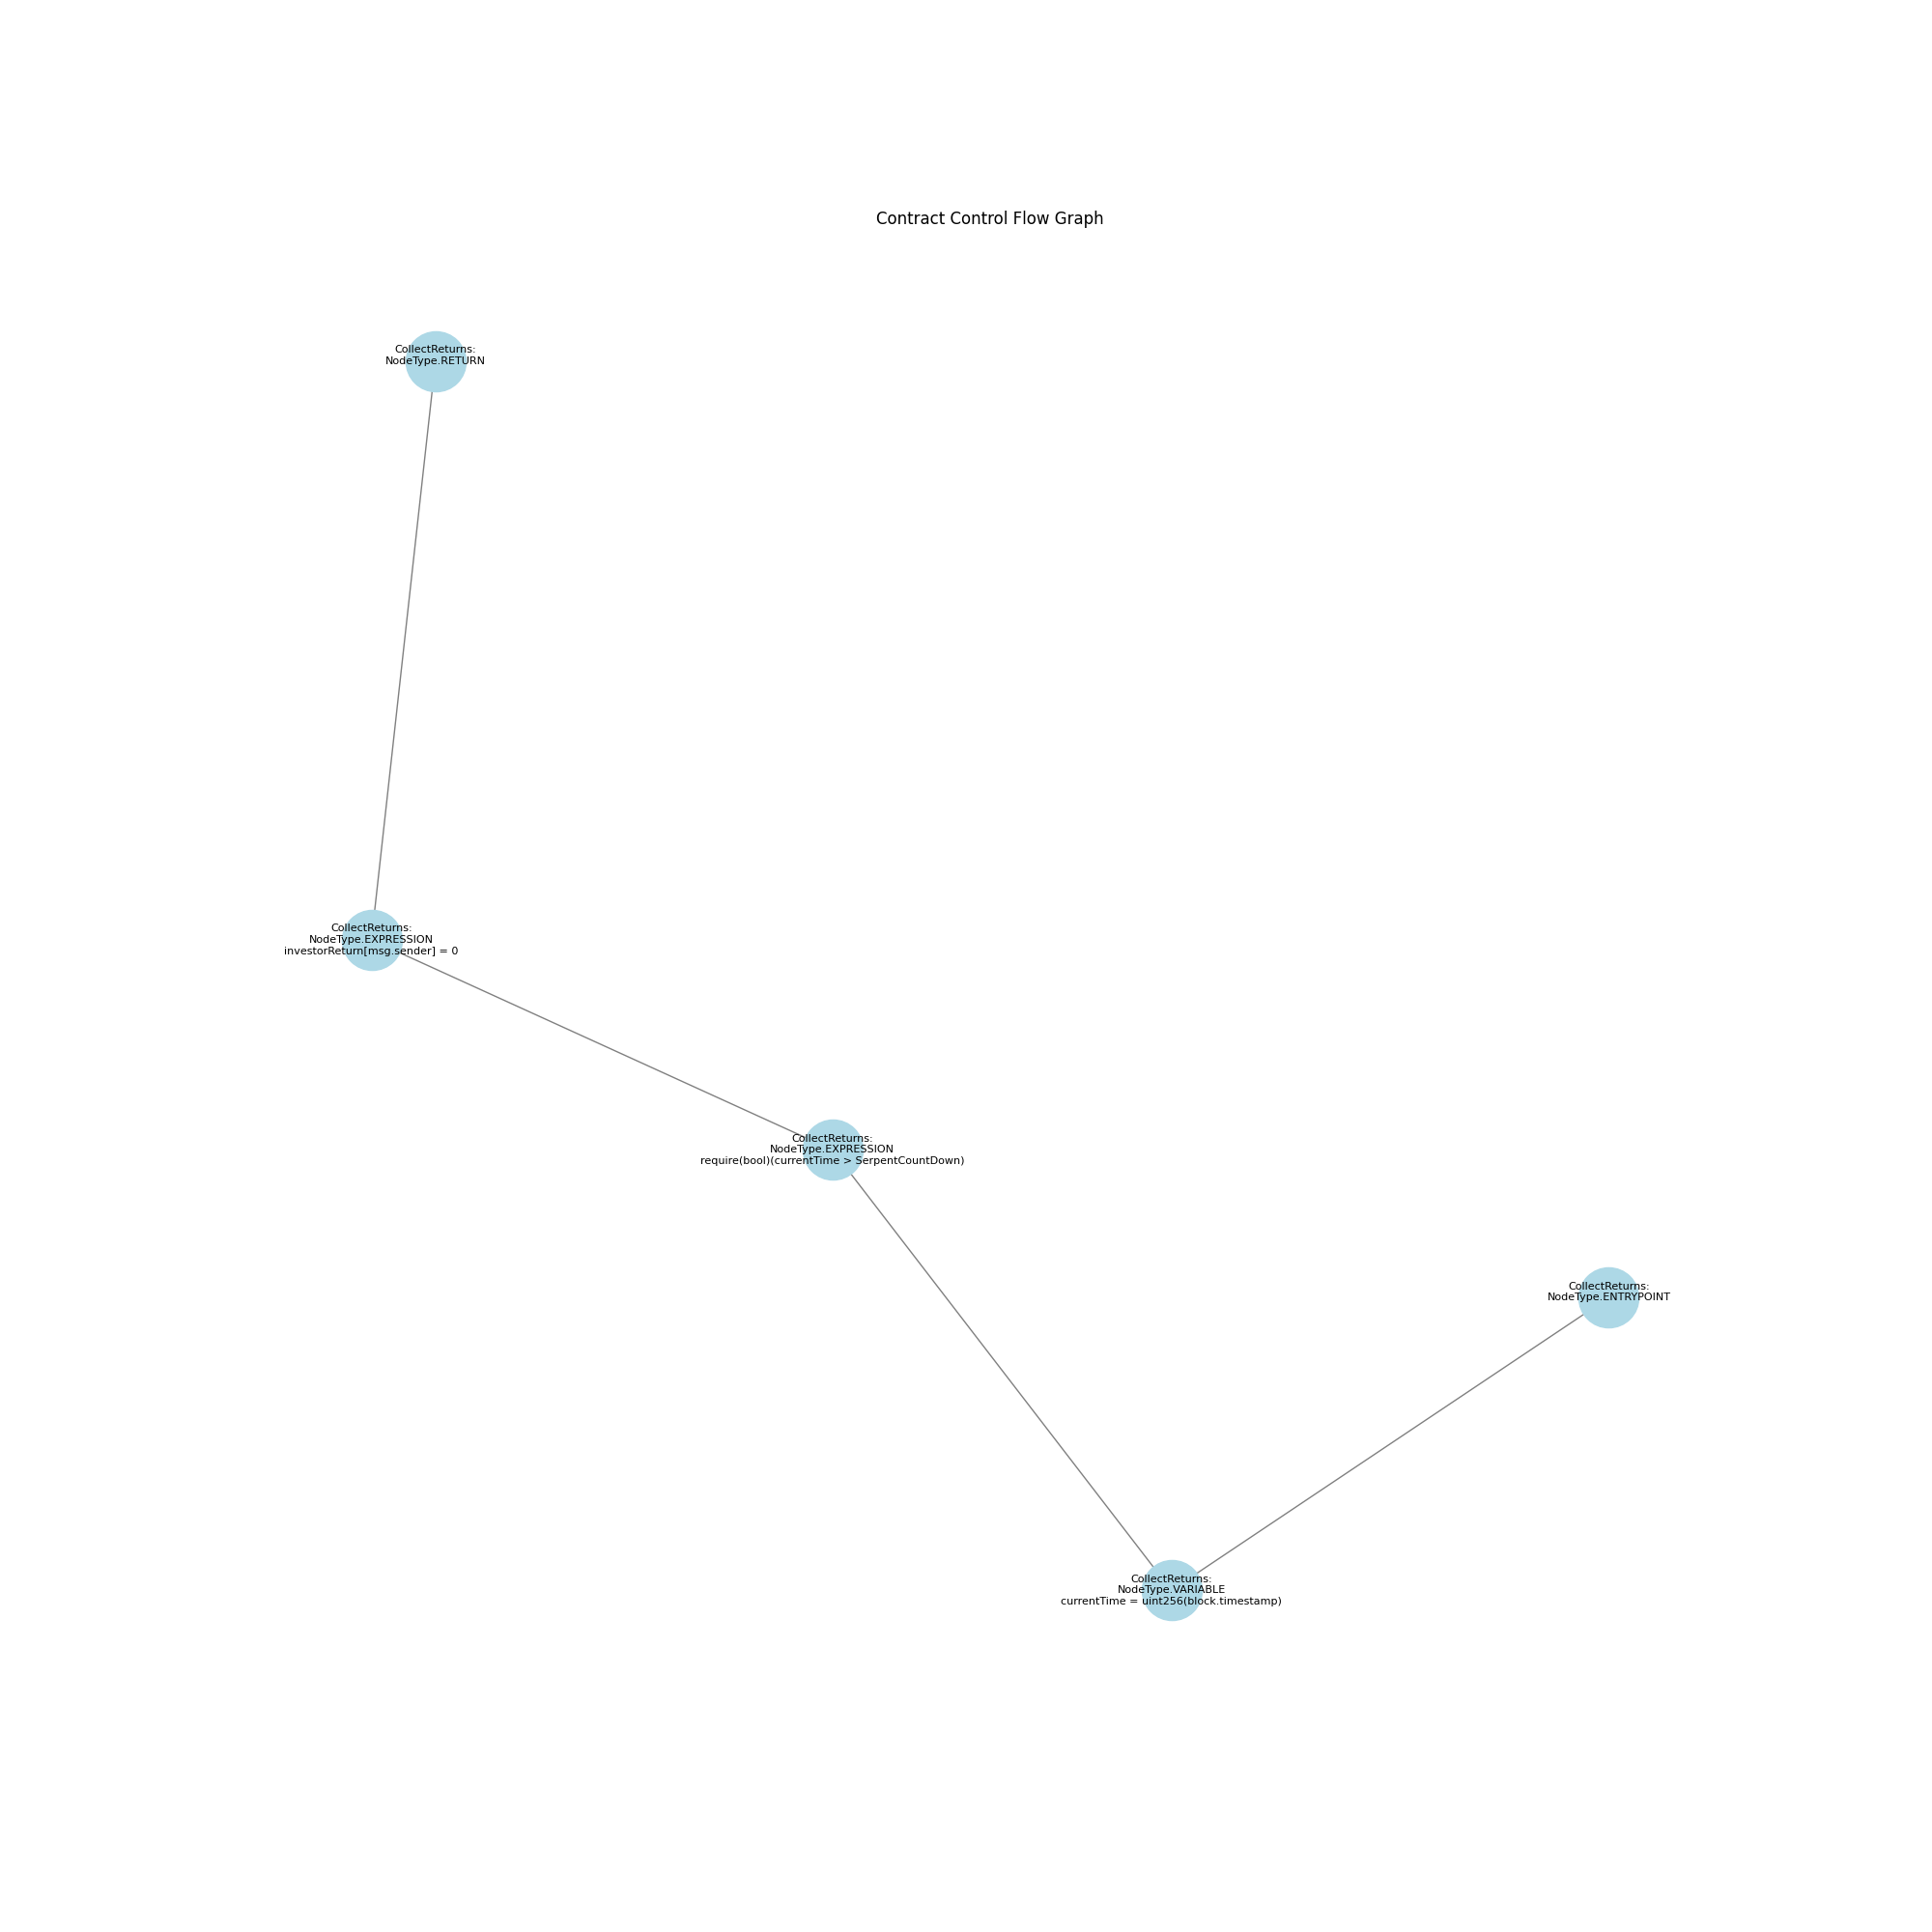 Contract Control Flow Graph
CollectReturns:
NodeType.RETURN
CollectReturns:
NodeType.EXPRESSION
investorReturn[msg.sender] = 0
CollectReturns:
NodeType.EXPRESSION
require(bool)(currentTime > SerpentCountDown)
CollectReturns:
NodeType.ENTRYPOINT
CollectReturns:
NodeType.VARIABLE
currentTime = uint256(block.timestamp)